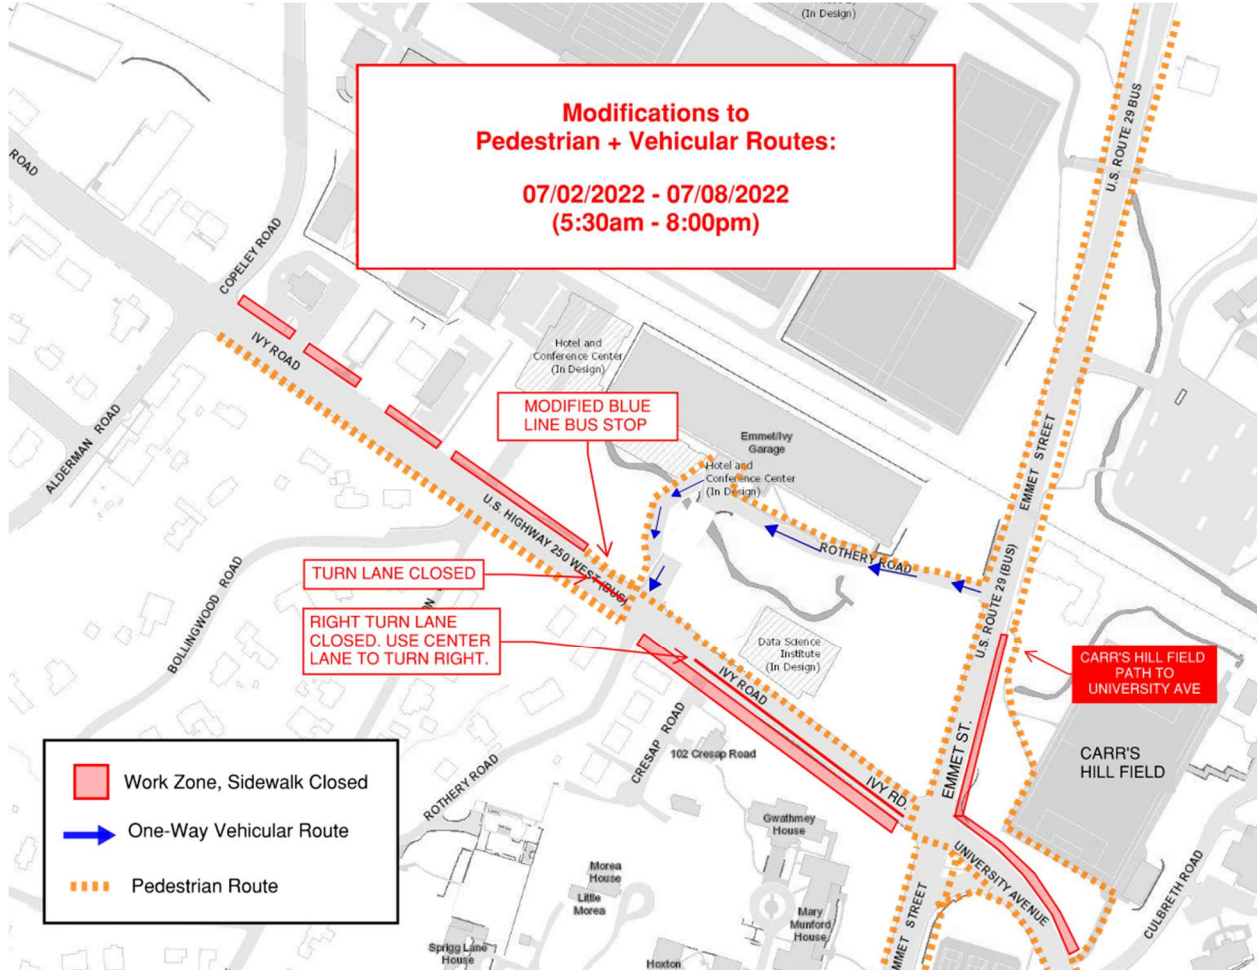 (In Design)
Modifications to
Pedestrian + Vehicular Routes:
07/02/2022 - 07/08/2022
(5:30am - 8:00pm)
ROAD
COPELEY ROAD
IVY ROAD
ALDERMAN ROAD
U.S. ROUTE 29 BUS
Hotel and
Conference Center
(In Design)
MODIFIED BLUE
LINE BUS STOP
Emmet/Ivy
Garage
Hotel and
Conference Center
(In Design)
EMMET STREET
U.S. HIGHWAY 250 WEST (BUS)
ROTHERY ROAD
U.S. ROUTE 29 (BUS)
TURN LANE CLOSED
BOLLINGWOOD ROAD
RIGHT TURN LANE
CLOSED. USE CENTER
LANE TO TURN RIGHT.
Data Science
Institute
(In Design)
CARR'S HILL FIELD
PATH TO
UNIVERSITY AVE
IVY ROAD
CRESAP ROAD
102 Cresap Road
EMMET ST.
CARR'S
HILL FIELD
IVY RD.
ROTHERY ROAD
Work Zone, Sidewalk Closed
One-Way Vehicular Route
Pedestrian Route
Gwathmey
House
UNIVERSITY AVENUE
CULBRETH ROAD
Morea
House
Little
Morea
Mary
Munford
House
EMMET STREET
Sprigg Lane
House
Hoxton